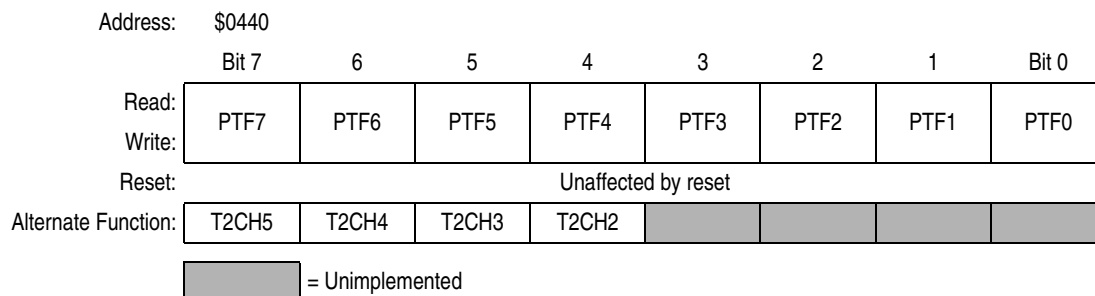 Address: $0440
Bit 7 6 5 4 3 2 1 Bit 0
Read:
PTF7 PTF6 PTF5 PTF4 PTF3 PTF2 PTF1 PTF0
Write:
Reset: Unaffected by reset
Alternate Function: T2CH5 T2CH4 T2CH3 T2CH2
= Unimplemented